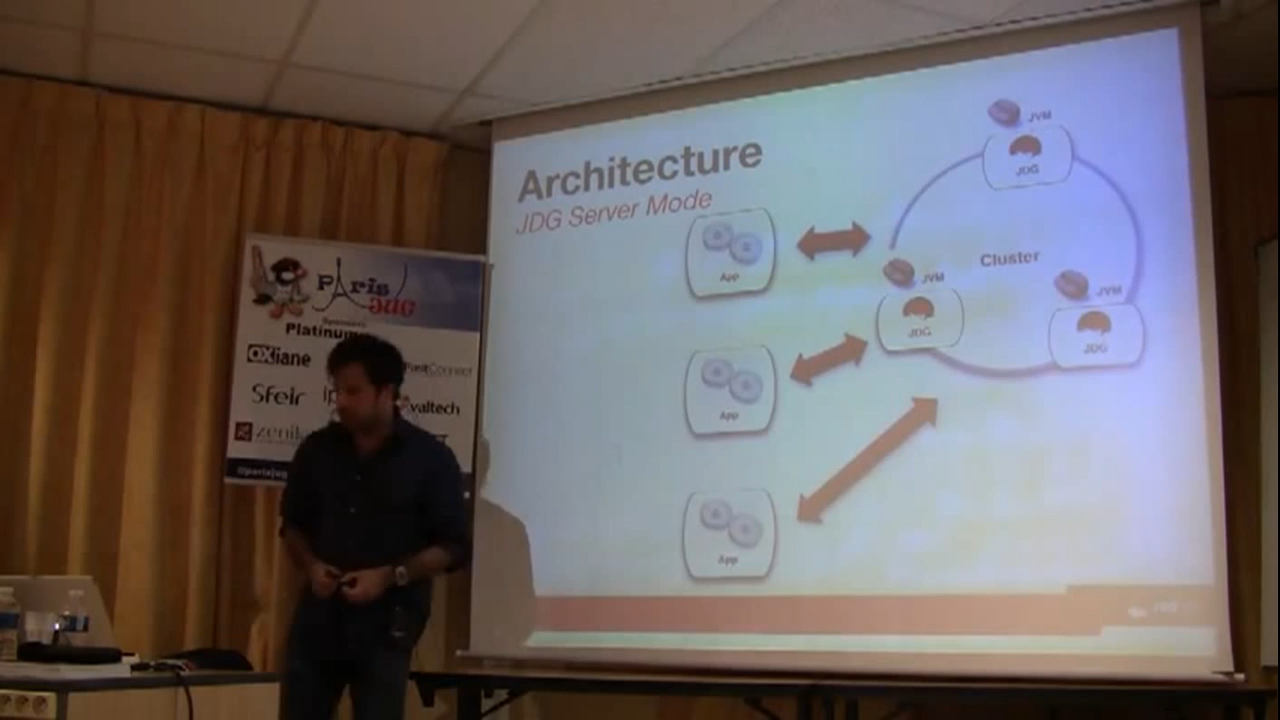 Architecture
JDG Server Mode
App
App
App
Cluster
JVM
JDG
JVM
JDG
JVM
JDG
Paris
JUG
Platinum
OXiane
FastConnect
Sfeir
valtech